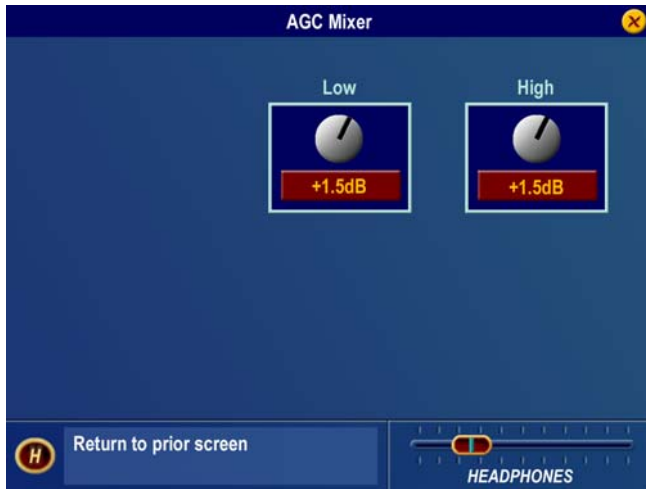 AGC Mixer
Low
High
+1.5dB
+1.5dB
H
Return to prior screen
HEADPHONES